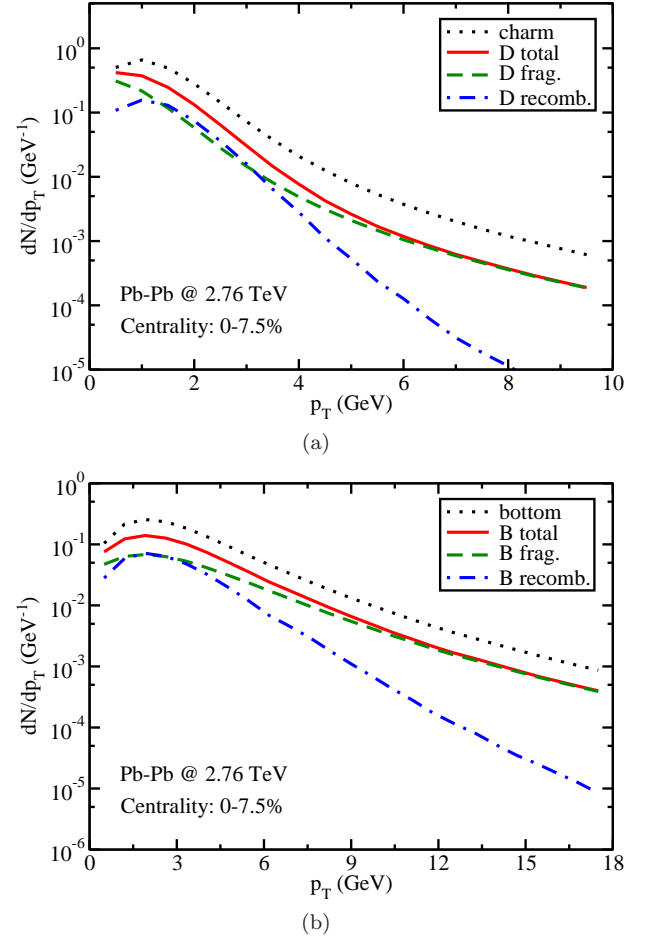 10^0
10^-1
10^-2
10^-3
10^-4
10^-5
dN/dp_T (GeV^-1)
charm
D total
D frag.
D recomb.
Pb-Pb @ 2.76 TeV
Centrality: 0-7.5%
0 2 4 6 8 10
p_T (GeV)
(a)
10^0
10^-1
10^-2
10^-3
10^-4
10^-5
10^-6
dN/dp_T (GeV^-1)
bottom
B total
B frag.
B recomb.
Pb-Pb @ 2.76 TeV
Centrality: 0-7.5%
0 3 6 9 12 15 18
p_T (GeV)
(b)